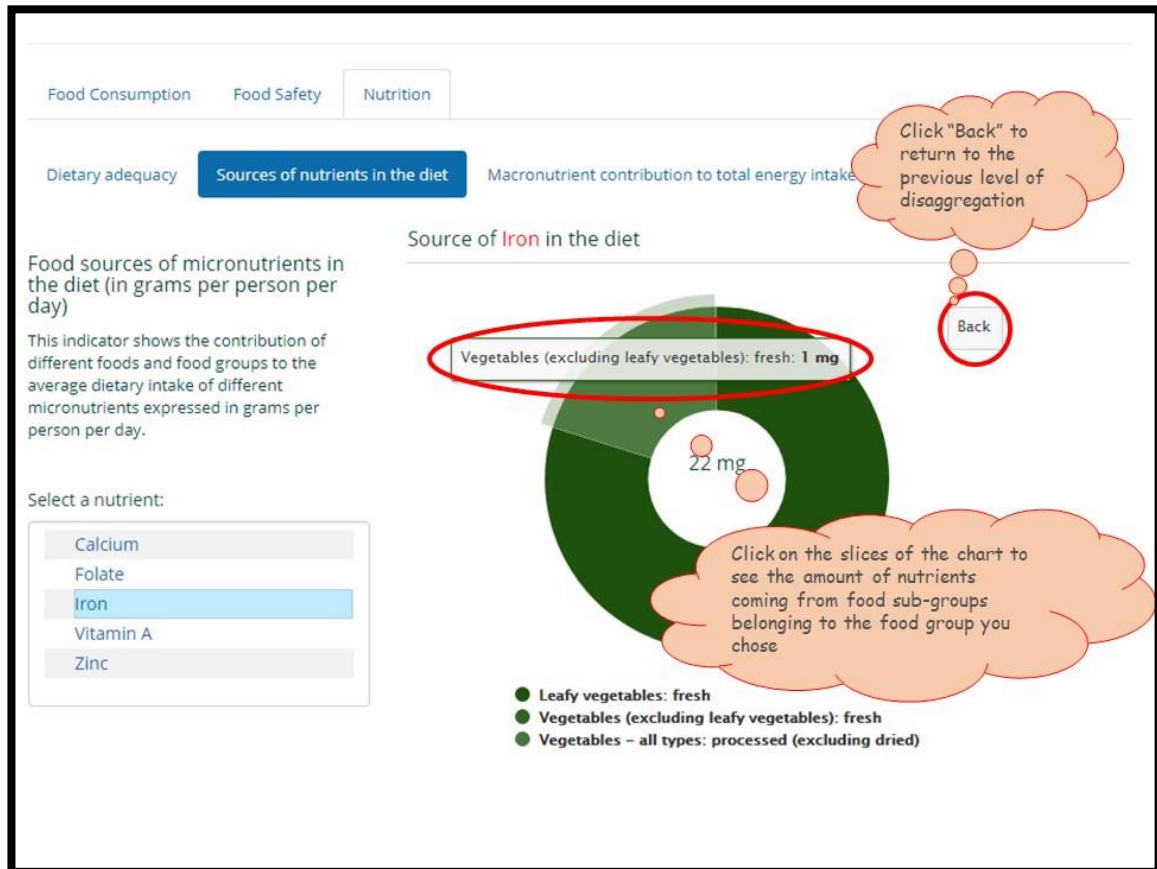 Food Consumption Food Safety Nutrition
Dietary adequacy Sources of nutrients in the diet Macronutrient contribution to total energy intake
Click "Back" to
return to the
previous level of
disaggregation
Food sources of micronutrients in
the diet (in grams per person per
day)
This indicator shows the contribution of
different foods and food groups to the
average dietary intake of different
micronutrients expressed in grams per
person per day.
Select a nutrient:
Calcium
Folate
Iron
Vitamin A
Zinc
Source of Iron in the diet
Back
Vegetables (excluding leafy vegetables): fresh: 1 mg
22 mg
Click on the slices of the chart to
see the amount of nutrients
coming from food sub-groups
belonging to the food group you
chose
Leafy vegetables: fresh
Vegetables (excluding leafy vegetables): fresh
Vegetables – all types: processed (excluding dried)